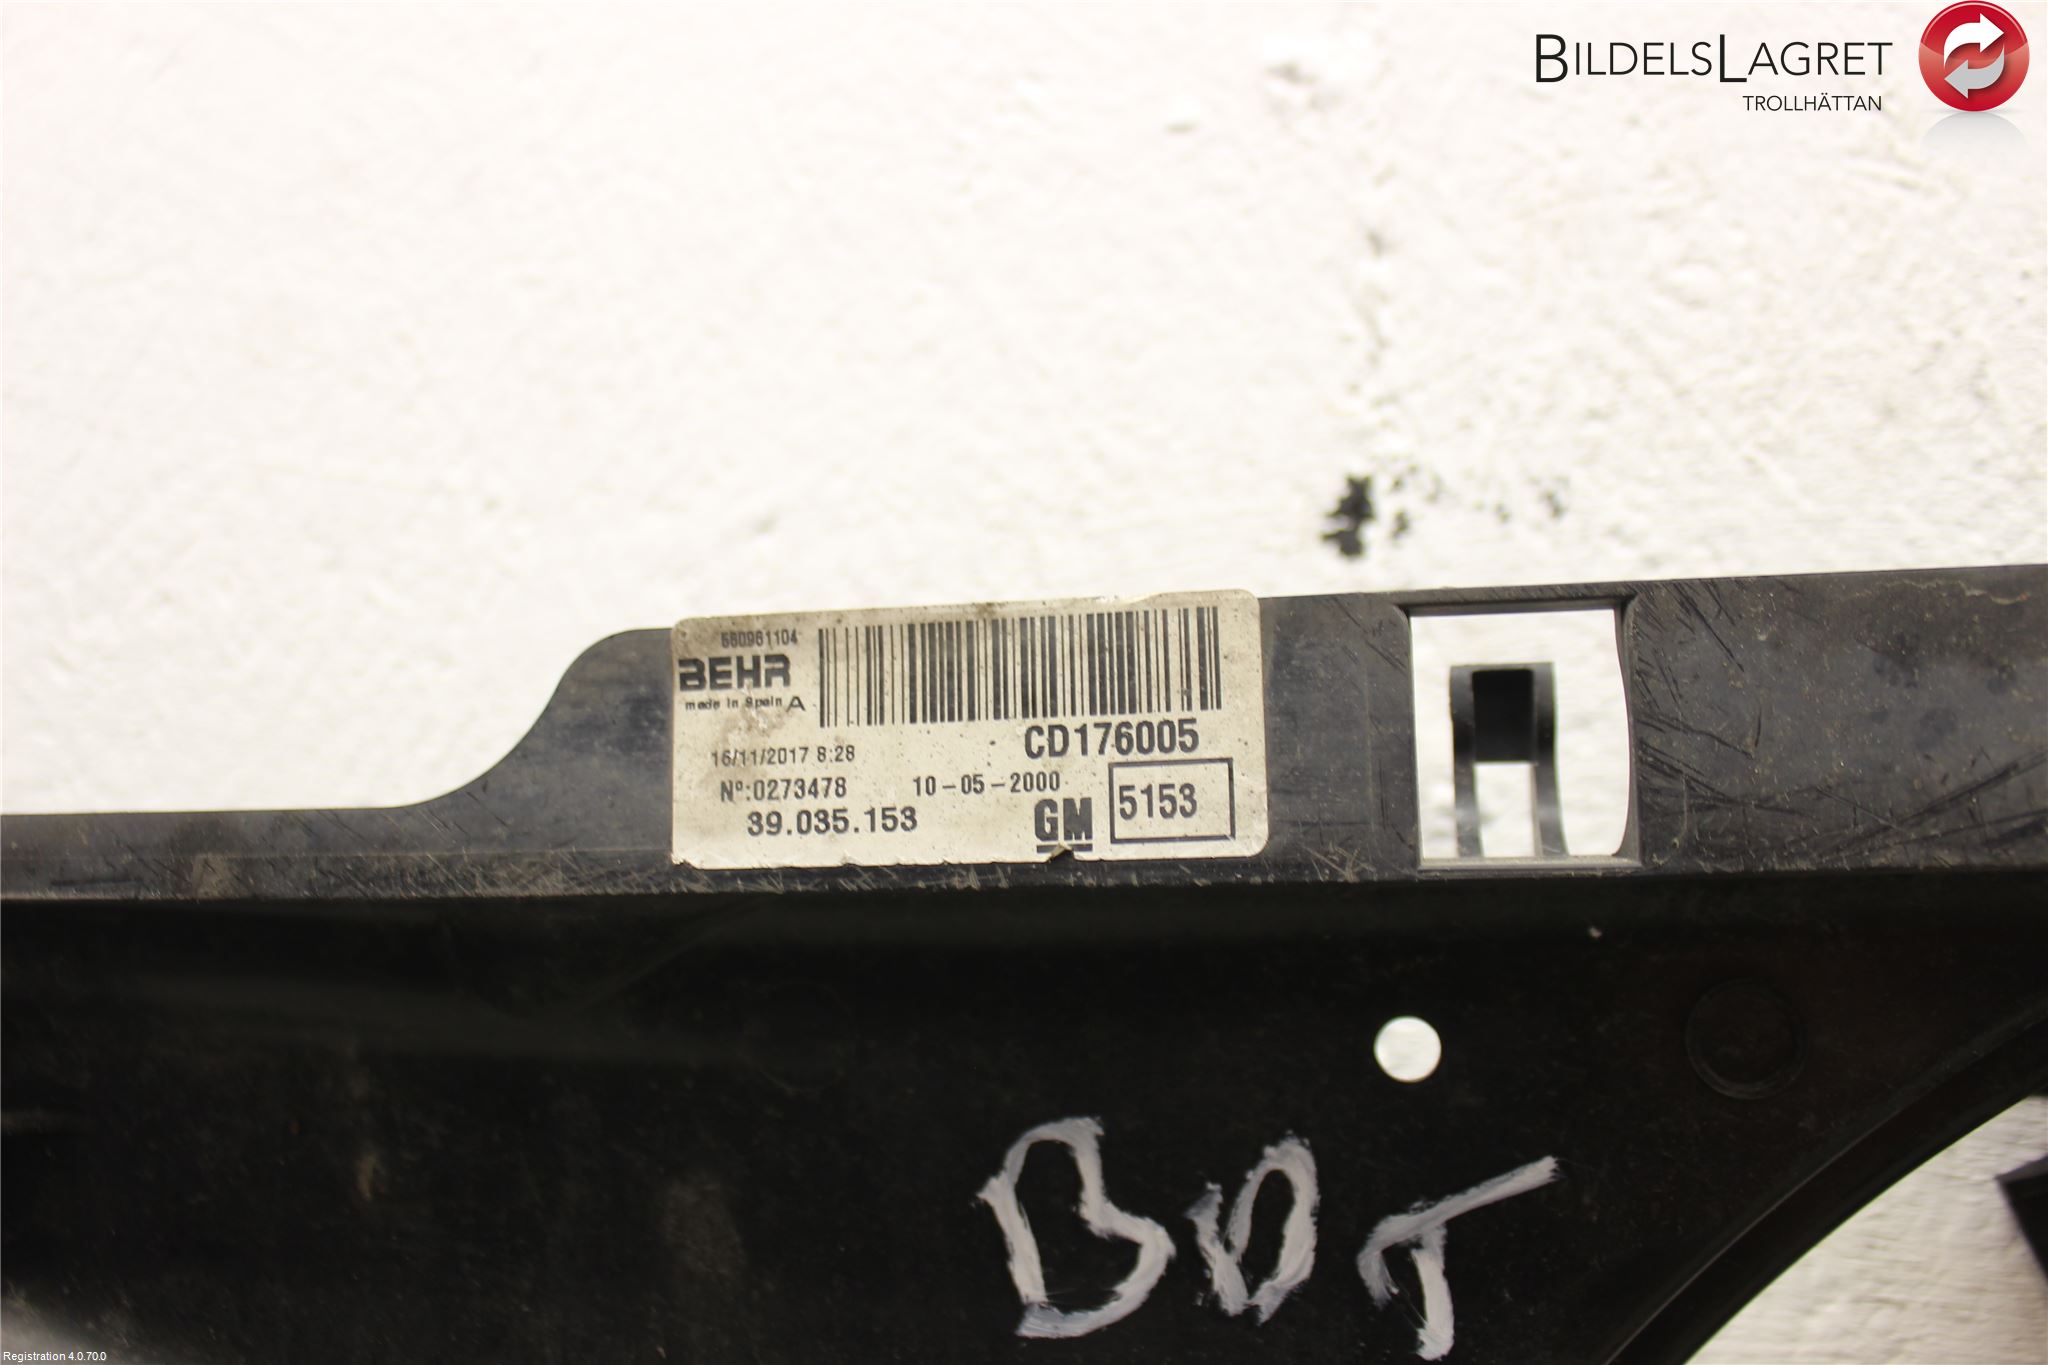 BILDELSLAGRET
TROLLHÄTTAN
560961104
BEHR
made in Spain A
CD176005
16/11/2017 8:28
Nº:0273478
10-05-2000
39.035.153
GM
5153
BDT
Registration 4.0.70.0